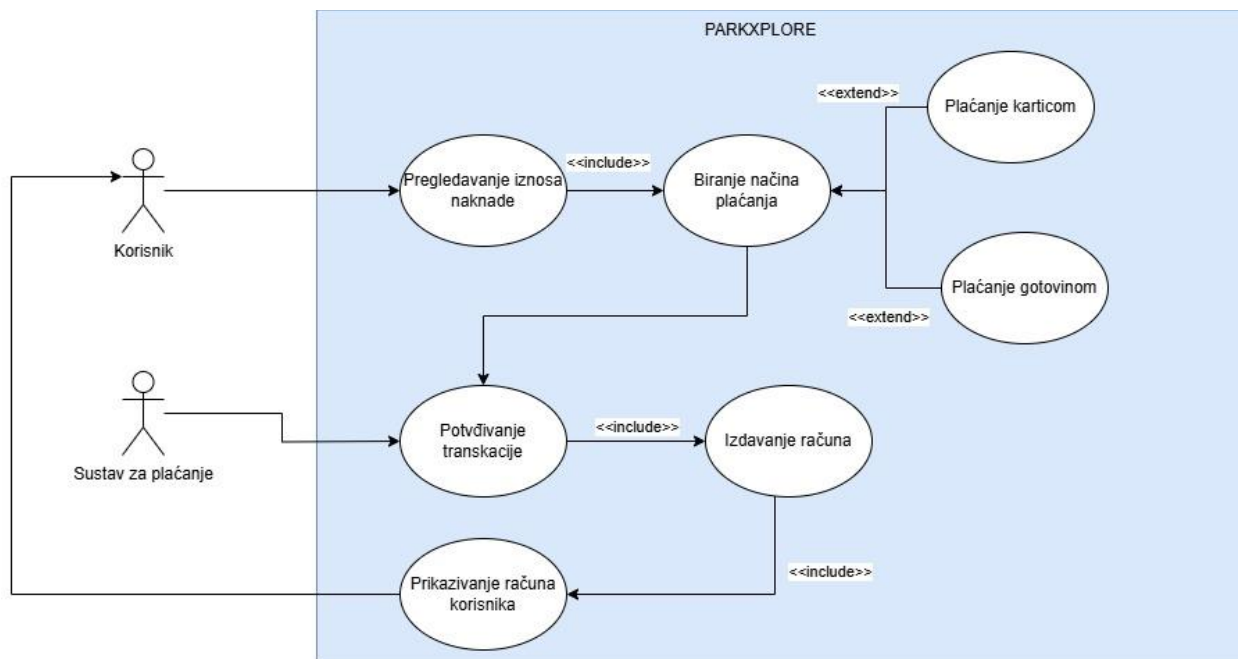 PARKXPLORE
<<extend>>
Plaćanje karticom
<<include>>
Pregledavanje iznosa
naknade
Biranje načina
plaćanja
Korisnik
Plaćanje gotovinom
<<extend>>
Sustav za plaćanje
Potvđivanje
transkacije
<<include>>
Izdavanje računa
<<include>>
Prikazivanje računa
korisnika